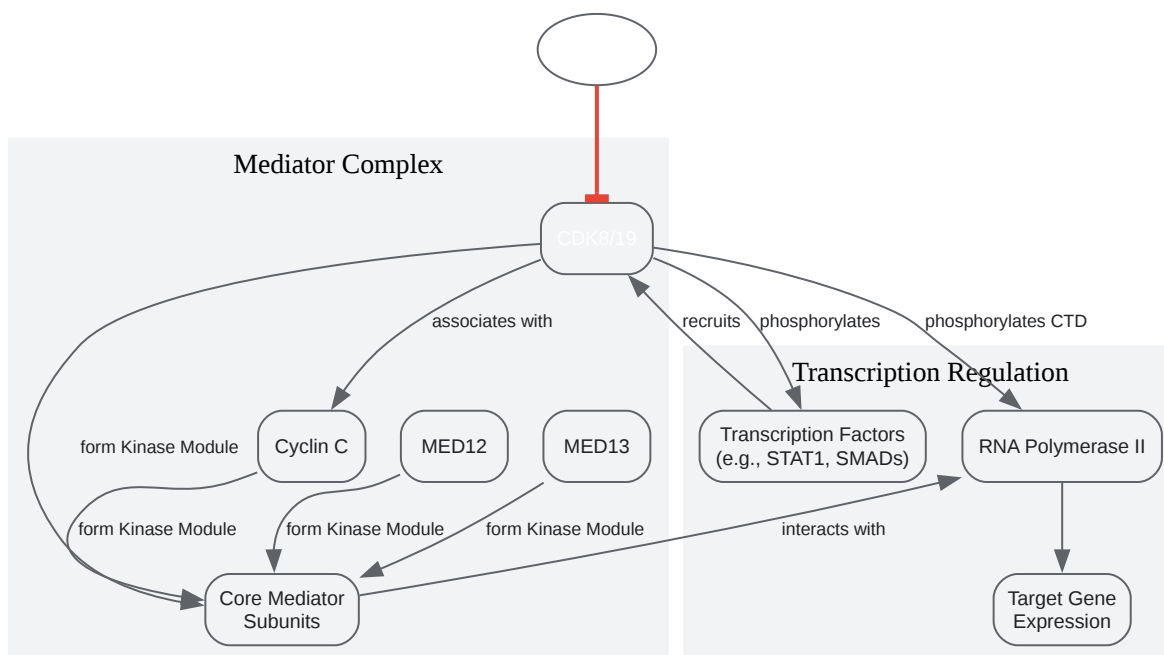 Mediator Complex
CDK8/19
associates with
recruits
phosphorylates
phosphorylates CTD
Transcription Regulation
form Kinase Module
Cyclin C
MED12
MED13
Transcription Factors
(e.g., STAT1, SMADs)
RNA Polymerase II
form Kinase Module
form Kinase Module
form Kinase Module
interacts with
Core Mediator
Subunits
Target Gene
Expression